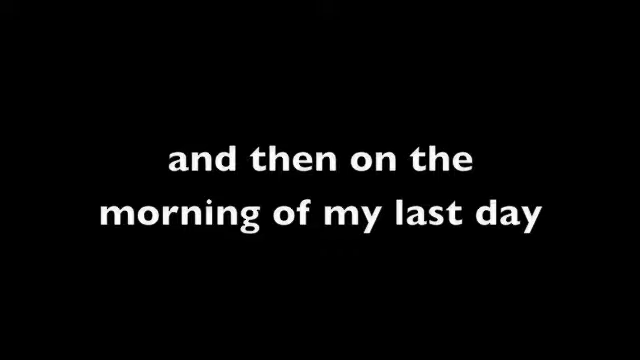 and then on the
morning of my last day